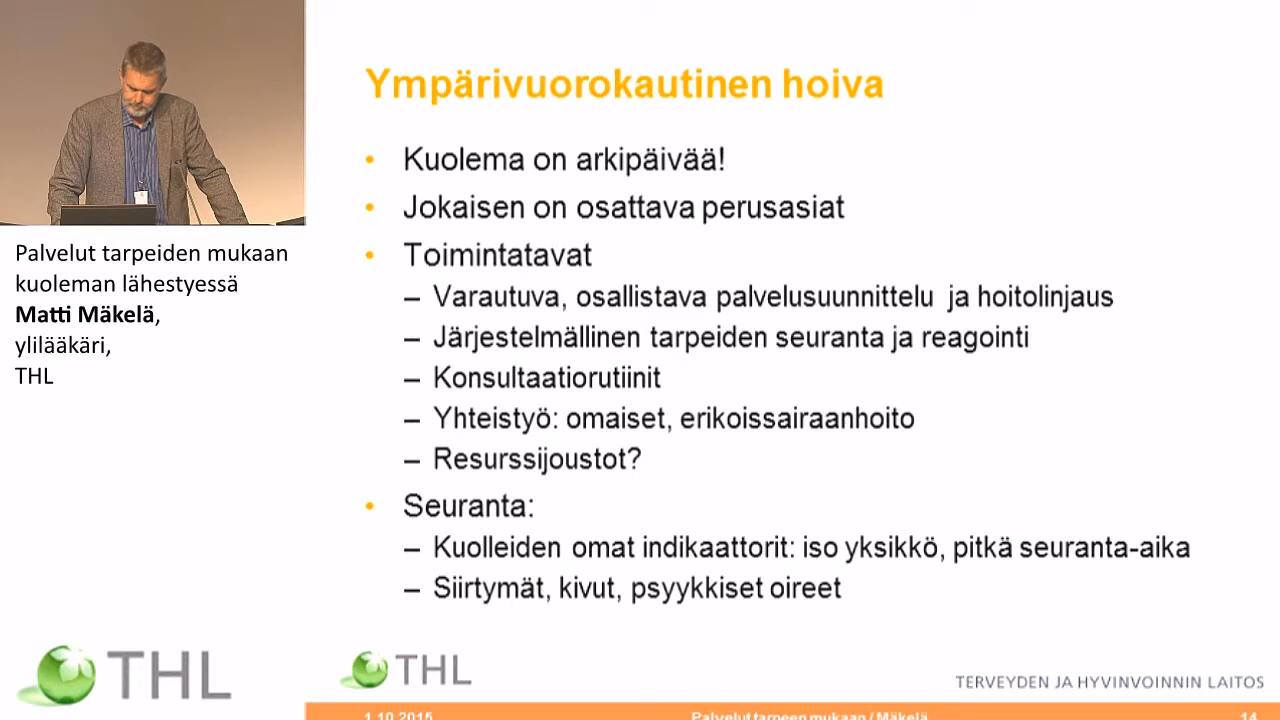 Ympärivuorokautinen hoiva
• Kuolema on arkipäivää!
• Jokaisen on osattava perusasiat
• Toimintatavat
– Varautuva, osallistava palvelusuunnittelu ja hoitolinjaus
– Järjestelmällinen tarpeiden seuranta ja reagointi
– Konsultaatiorutiinit
– Yhteistyö: omaiset, erikoissairaanhoito
– Resurssijoustot?
• Seuranta:
– Kuolleiden omat indikaattorit: iso yksikkö, pitkä seuranta-aika
– Siirtymät, kivut, psyykkiset oireet
Palvelut tarpeiden mukaan
kuoleman lähestyessä
Matti Mäkelä,
ylilääkäri,
THL
THL
THL
TERVEYDEN JA HYVINVOINNIN LAITOS
1.10.2015 Palvelut tarpeen mukaan / Mäkelä 14